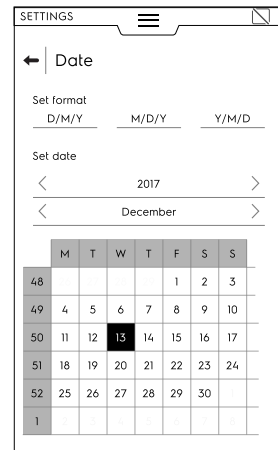 SETTINGS
Date
Set format
D/M/Y M/D/Y Y/M/D
Set date
2017
December
M T W T F S S
48 1 2 3
49 4 5 6 7 8 9 10
50 11 12 13 14 15 16 17
51 18 19 20 21 22 23 24
52 25 26 27 28 29 30
1